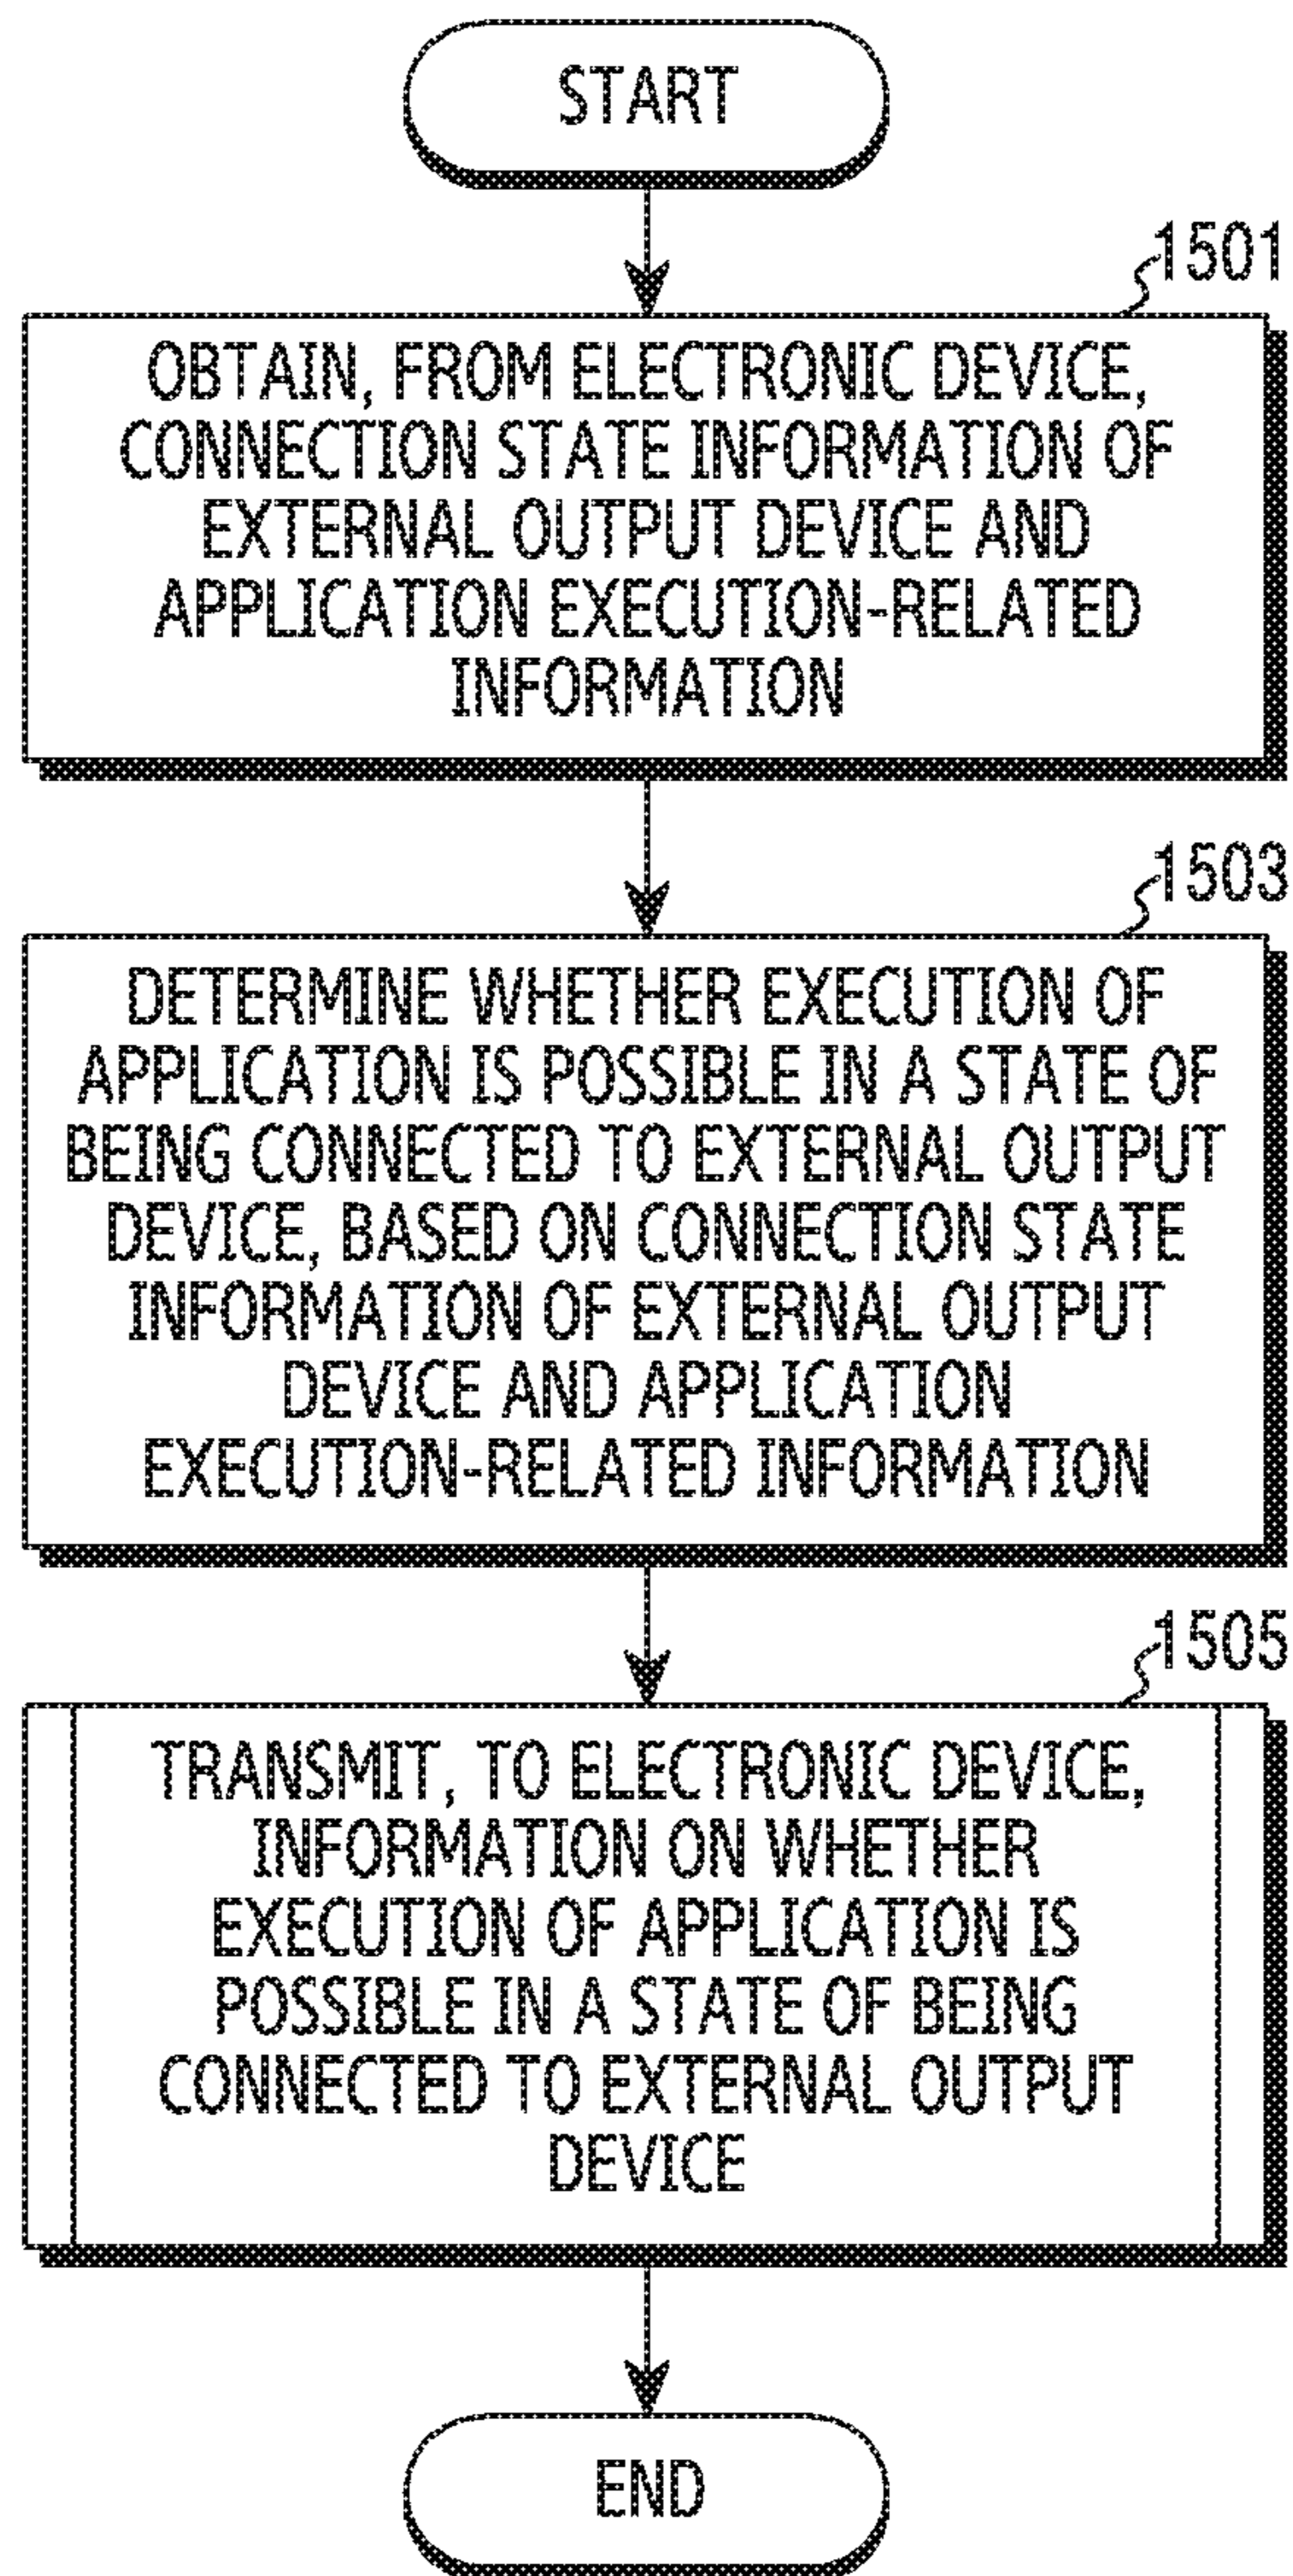 START
1501
OBTAIN, FROM ELECTRONIC DEVICE,
CONNECTION STATE INFORMATION OF
EXTERNAL OUTPUT DEVICE AND
APPLICATION EXECUTION-RELATED
INFORMATION
1503
DETERMINE WHETHER EXECUTION OF
APPLICATION IS POSSIBLE IN A STATE OF
BEING CONNECTED TO EXTERNAL OUTPUT
DEVICE, BASED ON CONNECTION STATE
INFORMATION OF EXTERNAL OUTPUT
DEVICE AND APPLICATION
EXECUTION-RELATED INFORMATION
1505
TRANSMIT, TO ELECTRONIC DEVICE,
INFORMATION ON WHETHER
EXECUTION OF APPLICATION IS
POSSIBLE IN A STATE OF BEING
CONNECTED TO EXTERNAL OUTPUT
DEVICE
END